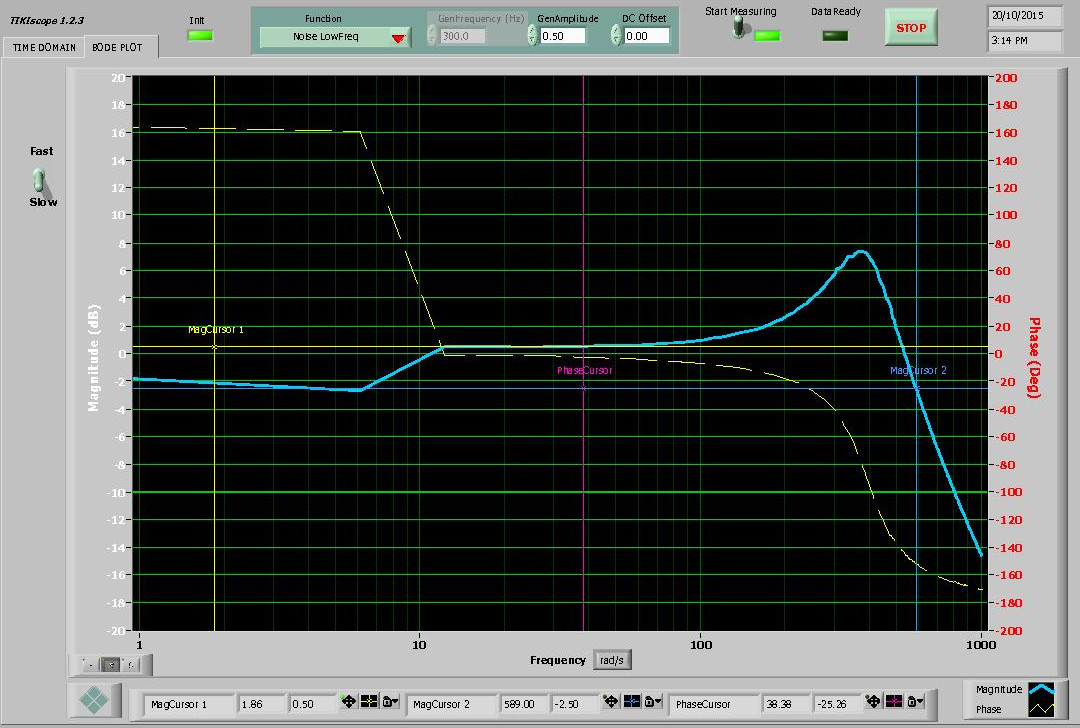 TIKIscope 1.2.3
Init
Function
Noise LowFreq
GenFrequency (Hz)
300.0
GenAmplitude
0.50
DC Offset
0.00
Start Measuring
DataReady
STOP
20/10/2015
3:14 PM
TIME DOMAIN
BODE PLOT
Fast
Slow
Magnitude (dB)
20
18
16
14
12
10
8
6
4
2
0
-2
-4
-6
-8
-10
-12
-14
-16
-18
-20
MagCursor 1
PhaseCursor
MagCursor 2
200
180
160
140
120
100
80
60
40
20
0
-20
-40
-60
-80
-100
-120
-140
-160
-180
-200
Phase (Deg)
1
10
100
1000
Frequency
rad/s
MagCursor 1
1.86
0.50
MagCursor 2
589.00
-2.50
PhaseCursor
38.38
-25.26
Magnitude
Phase